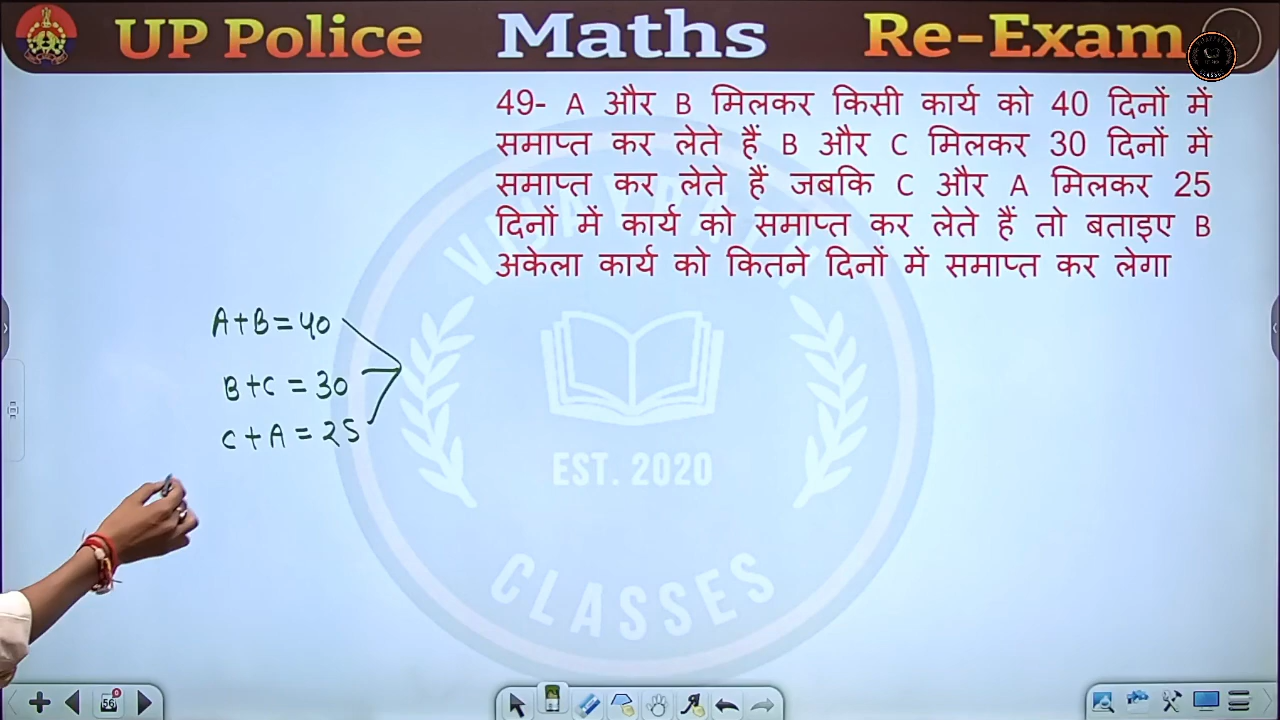 UP Police Maths Re-Exam
49- A और B मिलकर किसी कार्य को 40 दिनों में
समाप्त कर लेते हैं B और C मिलकर 30 दिनों में
समाप्त कर लेते हैं जबकि C और A मिलकर 25
दिनों में कार्य को समाप्त कर लेते हैं तो बताइए B
अकेला कार्य को कितने दिनों में समाप्त कर लेगा
A+B=40
B+C=30
C+A=25
EST. 2020
CLASSES
56